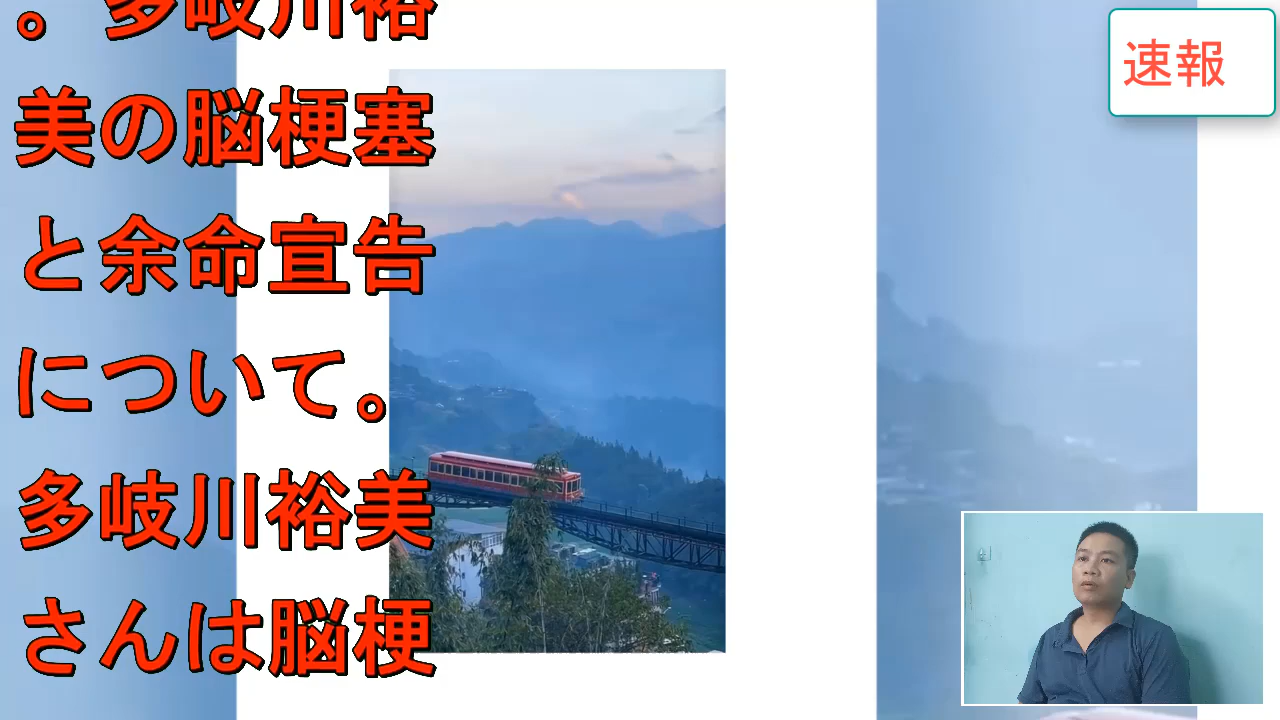 。多岐川裕
美の脳梗塞
と余命宣告
について。
多岐川裕美
さんは脳梗
速報